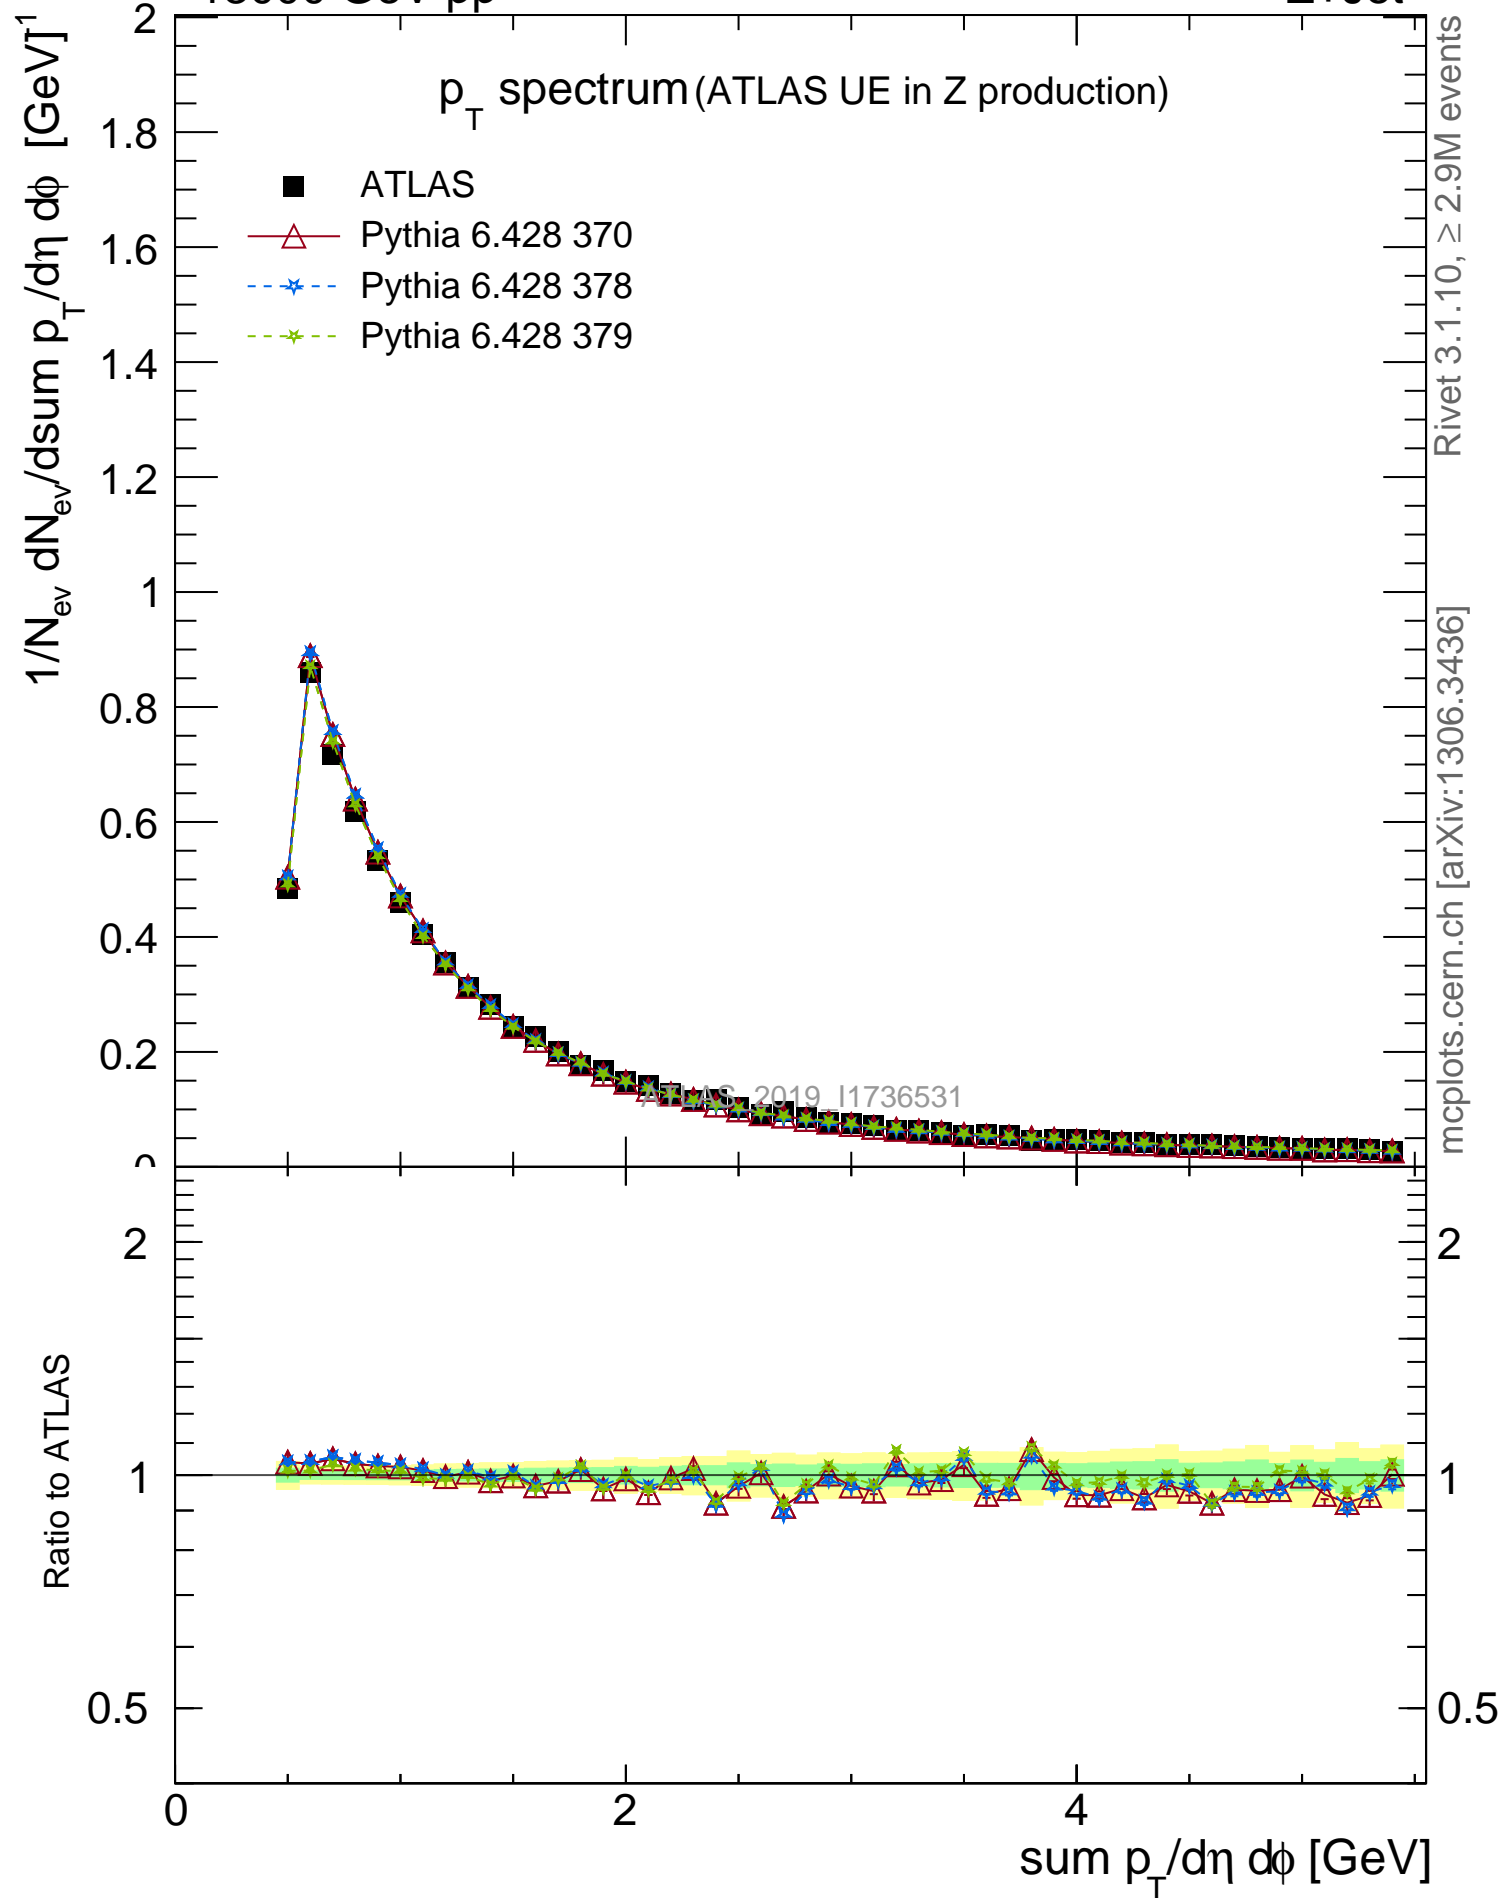 1/N_ev dN_ev/dsum p_T/dη dϕ [GeV]^-1
p_T spectrum (ATLAS UE in Z production)
ATLAS
Pythia 6.428 370
Pythia 6.428 378
Pythia 6.428 379
2
1.8
1.6
1.4
1.2
1
0.8
0.6
0.4
0.2
0
ATLAS_2019_I1736531
Rivet 3.1.10, ≥ 2.9M events
mcplots.cern.ch [arXiv:1306.3436]
Ratio to ATLAS
2
1
0.5
2
1
0.5
0
2
4
sum p_T/dη dϕ [GeV]